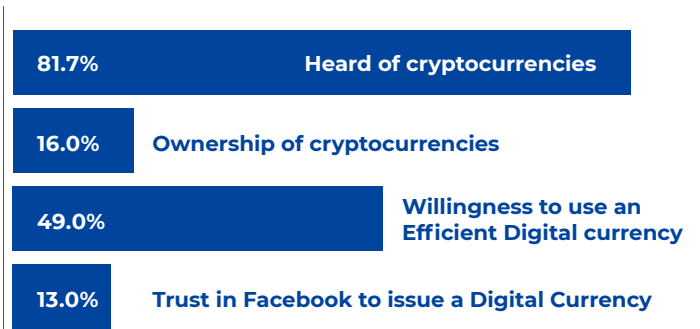 81.7% Heard of cryptocurrencies
16.0% Ownership of cryptocurrencies
49.0% Willingness to use an
Efficient Digital currency
13.0% Trust in Facebook to issue a Digital Currency